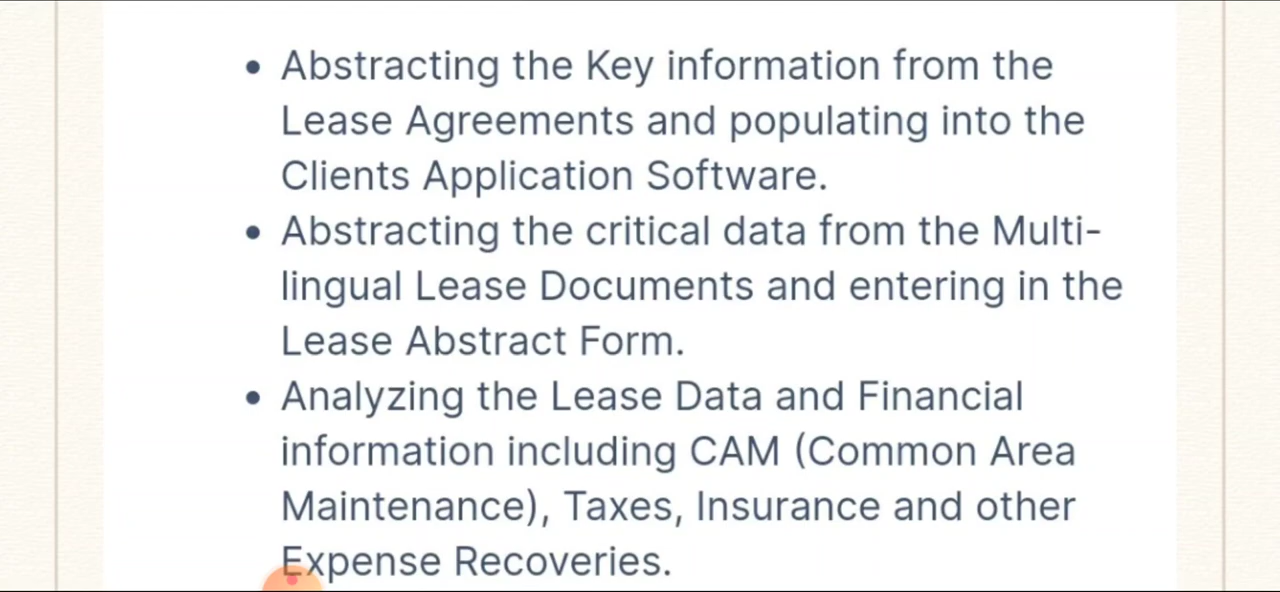 • Abstracting the Key information from the
Lease Agreements and populating into the
Clients Application Software.
• Abstracting the critical data from the Multi-
lingual Lease Documents and entering in the
Lease Abstract Form.
• Analyzing the Lease Data and Financial
information including CAM (Common Area
Maintenance), Taxes, Insurance and other
Expense Recoveries.